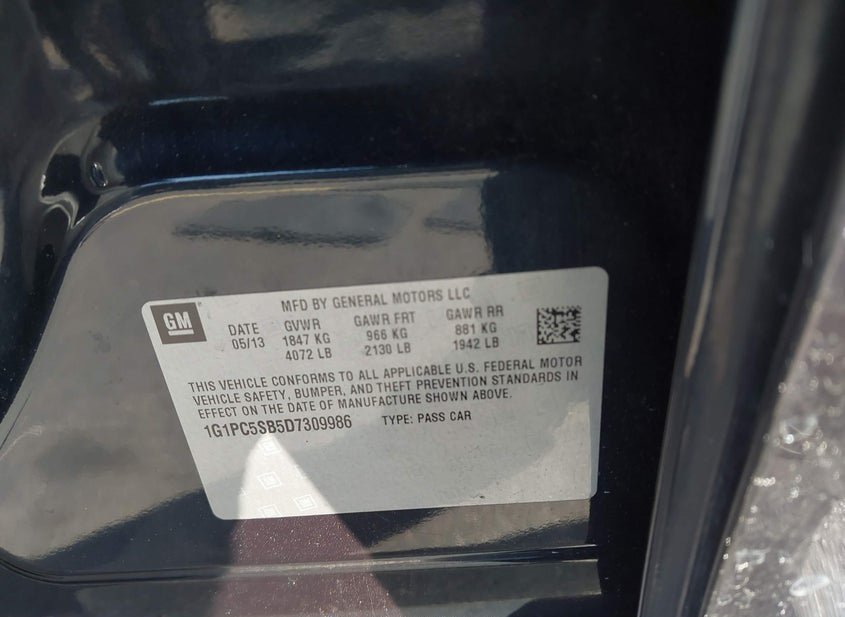 GM
MFD BY GENERAL MOTORS LLC
DATE GVWR GAWR FRT GAWR RR
05/13 1847 KG 966 KG 881 KG
4072 LB 2130 LB 1942 LB
THIS VEHICLE CONFORMS TO ALL APPLICABLE U.S. FEDERAL MOTOR
VEHICLE SAFETY, BUMPER, AND THEFT PREVENTION STANDARDS IN
EFFECT ON THE DATE OF MANUFACTURE SHOWN ABOVE.
1G1PC5SB5D7309986 TYPE: PASS CAR